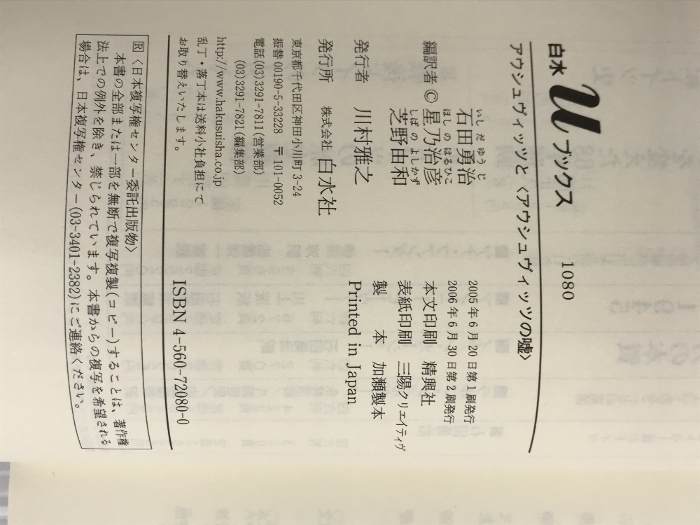 白水uブックス 1080
アウシュヴィッツと〈アウシュヴィッツの嘘〉
2005年6月20日第1刷発行
2006年6月30日第2刷発行
いしだゆうじ
石田勇治
ほしのはるひこ
編訳者 © 星乃治彦
しばのよしかず
芝野由和
発行者 川村雅之
発行所 株式会社 白水社
東京都千代田区神田小川町3-24
振替 00190-5-33228 〒101-0052
電話(03)3291-7811(営業部)
(03)3291-7821(編集部)
http://www.hakusuisha.co.jp
乱丁・落丁本は送料小社負担にて
お取り替えいたします。
本文印刷 精興社
表紙印刷 三陽クリエイティヴ
製本 加瀬製本
Printed in Japan
ISBN 4-560-72080-0
〈日本複写権センター委託出版物〉
本書の全部または一部を無断で複写複製(コピー)することは、著作権
法上での例外を除き、禁じられています。本書からの複写を希望される
場合は、日本複写権センター(03-3401-2382)にご連絡ください。